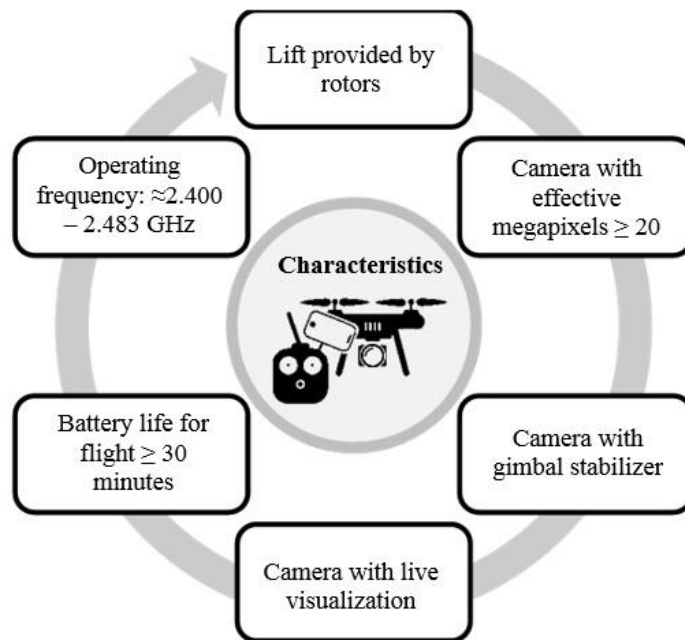 Lift provided by
rotors
Camera with
effective
megapixels ≥ 20
Camera with
gimbal stabilizer
Camera with live
visualization
Battery life for
flight ≥ 30
minutes
Operating
frequency: ≈2.400
– 2.483 GHz
Characteristics